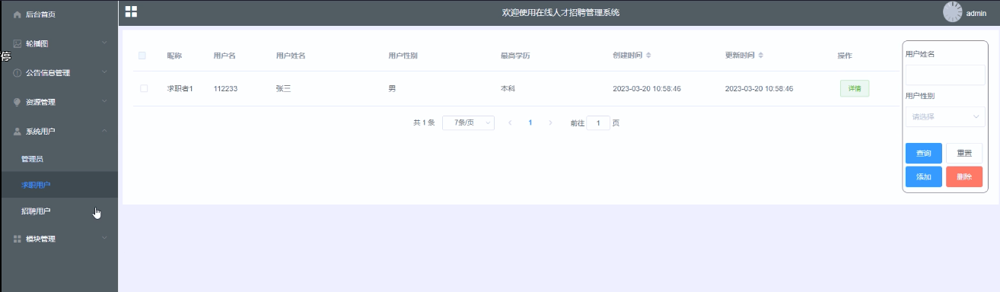 后台首页
欢迎使用在线人才招聘管理系统
admin
轮播图
停
公告信息管理
资源管理
系统用户
管理员
求职用户
招聘用户
模块管理
昵称 用户名 用户姓名 用户性别 最高学历 创建时间 更新时间 操作
求职者1 112233 张三 男 本科 2023-03-20 10:58:46 2023-03-20 10:58:46 详情
共 1 条 7条/页 1 前往 1 页
用户姓名
用户性别
请选择
查询 重置
添加 删除